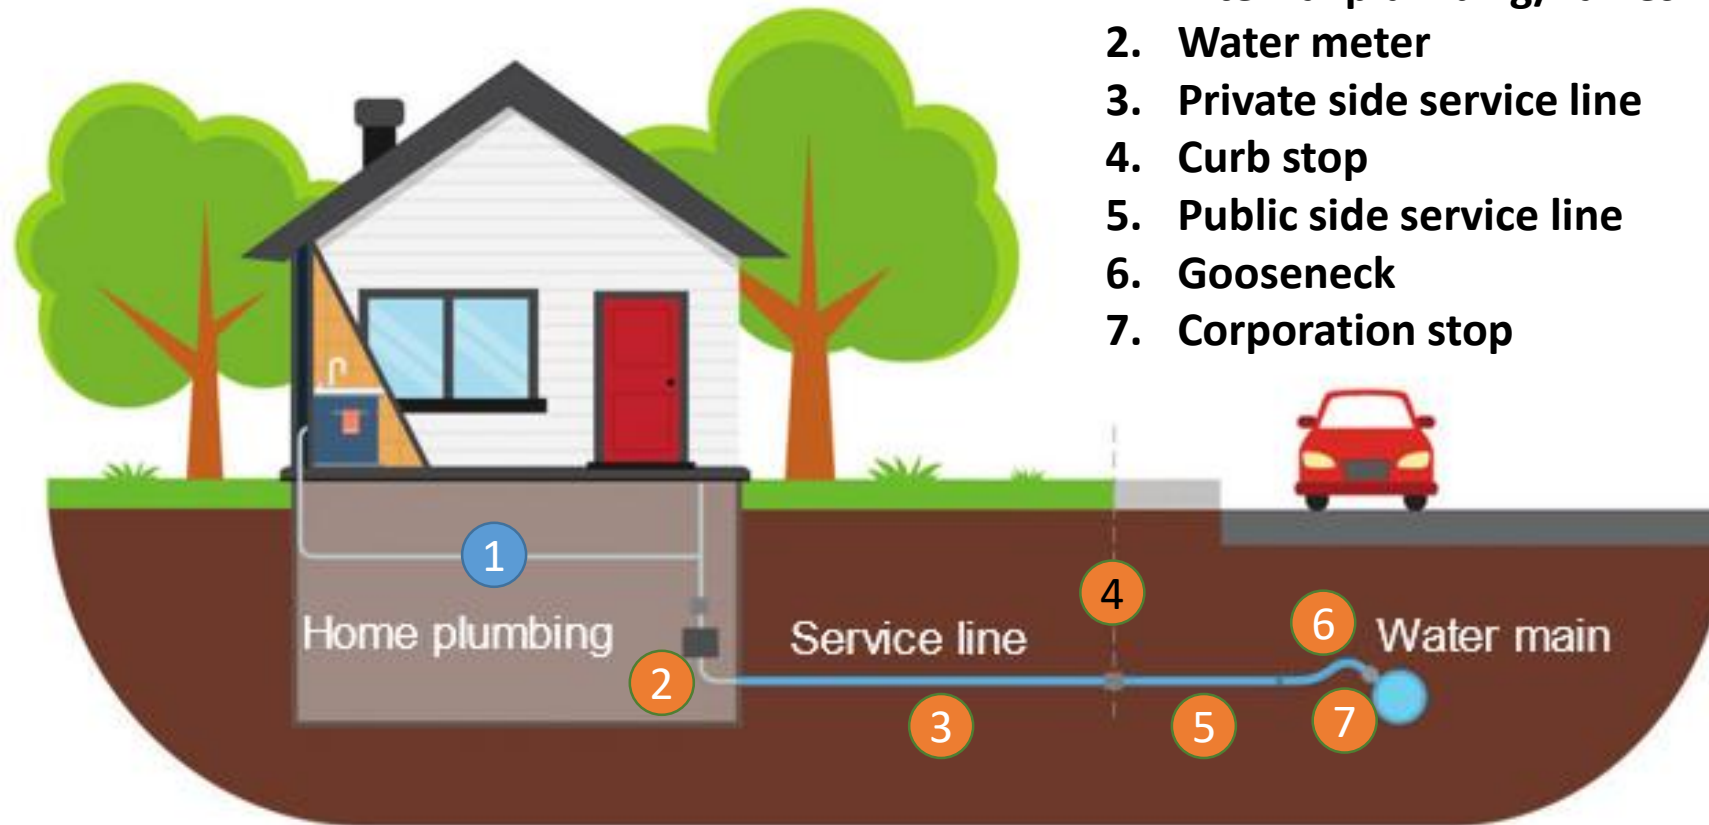 2. Water meter
3. Private side service line
4. Curb stop
5. Public side service line
6. Gooseneck
7. Corporation stop
1
4
6
Home plumbing
Service line
Water main
2
3
5
7